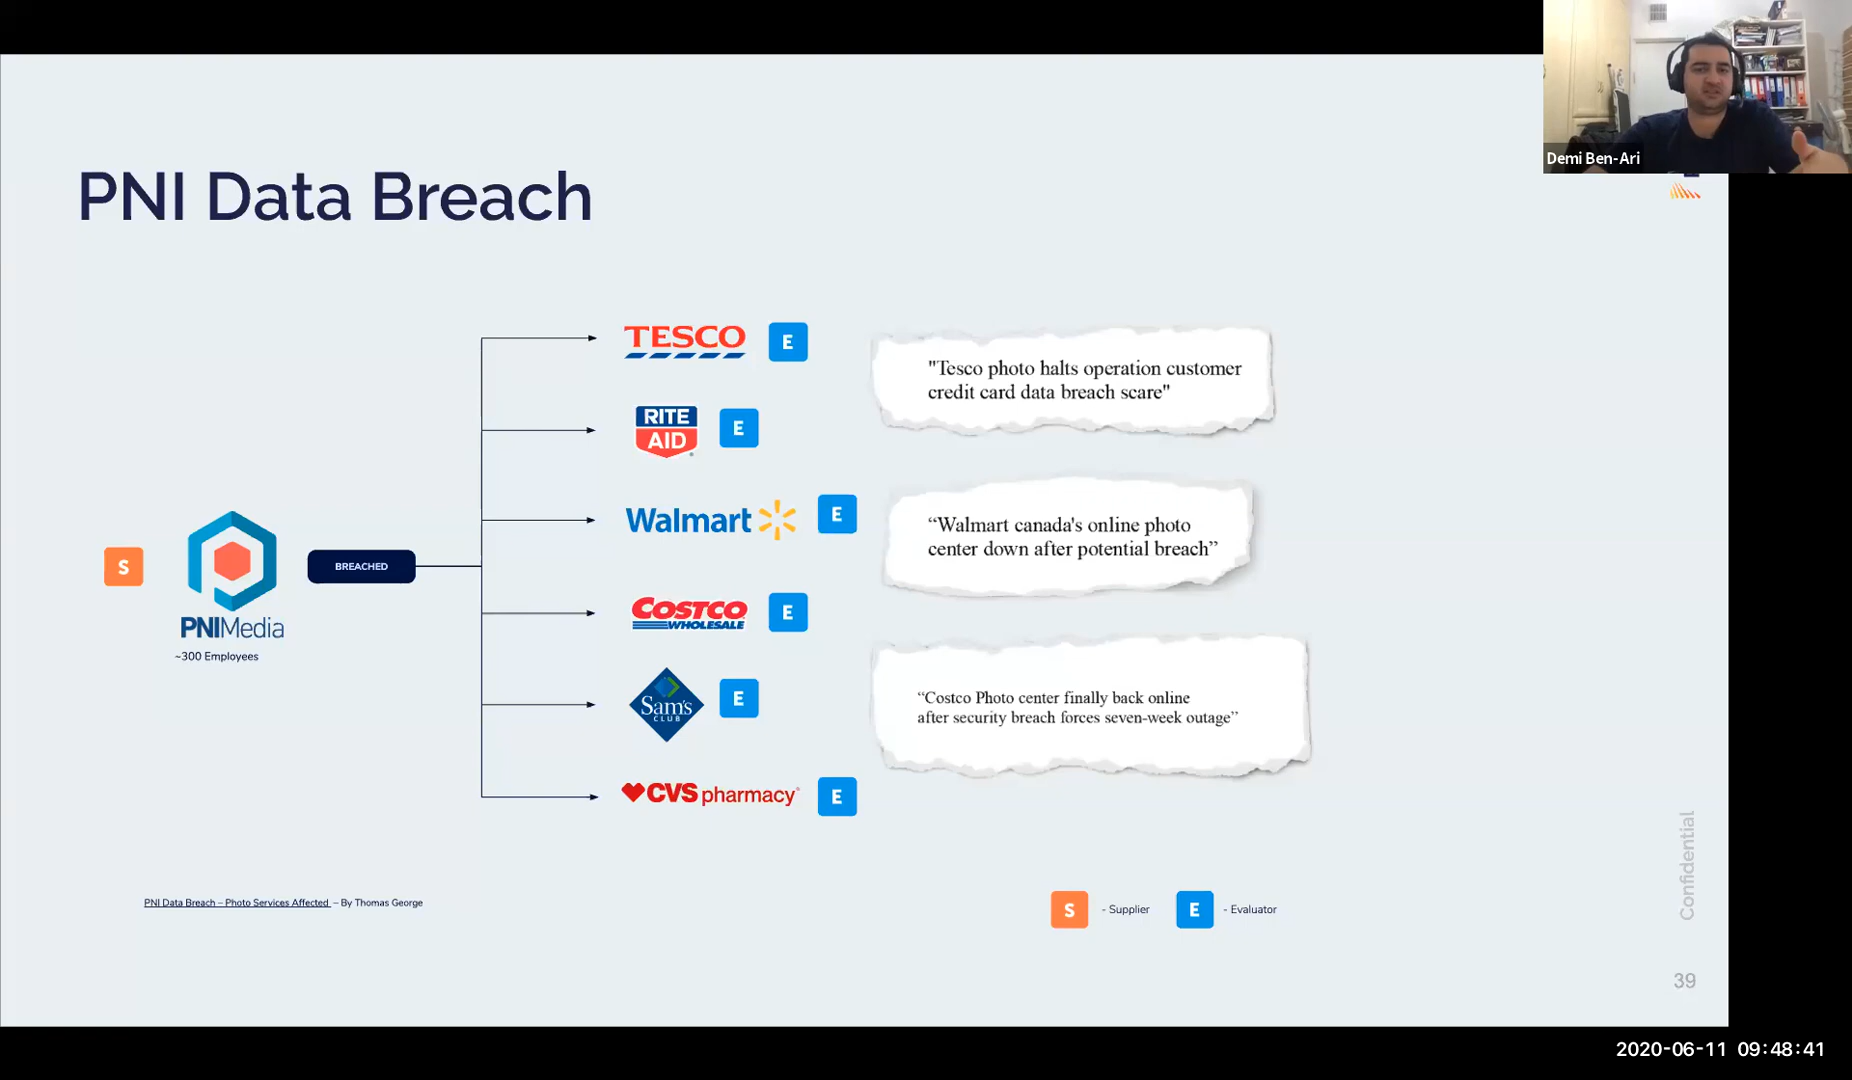 Demi Ben-Ari
PNI Data Breach
TESCO
E
"Tesco photo halts operation customer
credit card data breach scare"
RITE
AID
E
Walmart
E
“Walmart canada's online photo
center down after potential breach”
S
BREACHED
PNIMedia
~300 Employees
COSTCO
WHOLESALE
E
Sam's
CLUB
E
“Costco Photo center finally back online
after security breach forces seven-week outage”
CVS pharmacy
E
PNI Data Breach – Photo Services Affected – By Thomas George
S - Supplier E - Evaluator
Confidential
39
2020-06-11 09:48:41